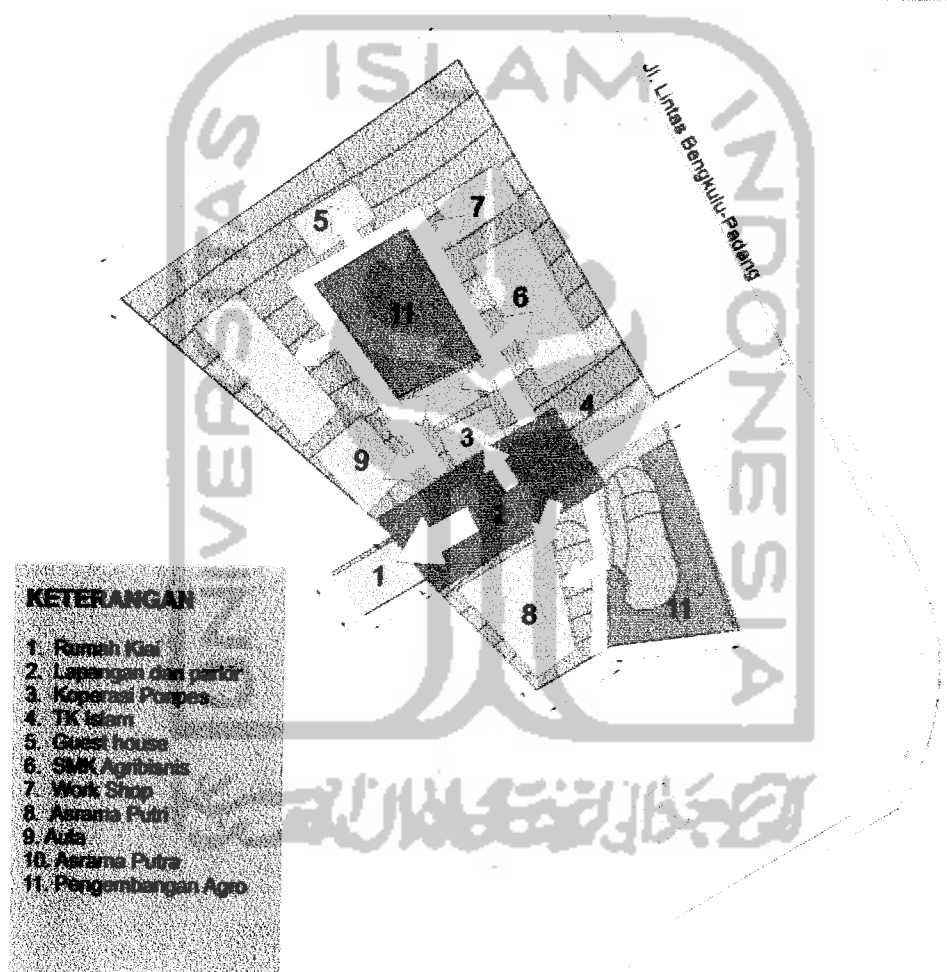 ISLAM
UNIVERSITAS
INDONESIA
Jl. Lintas Bengkulu-Padang
5
7
11
6
4
3
9
2
1
8
11
KETERANGAN
1. Rumah Kiai
2. Lapangan dan parkir
3. Koperasi Ponpes
4. TK Islam
5. Guest house
6. SMK Agribisnis
7. Work Shop
8. Asrama Putri
9. Aula
10. Asrama Putra
11. Pengembangan Agro